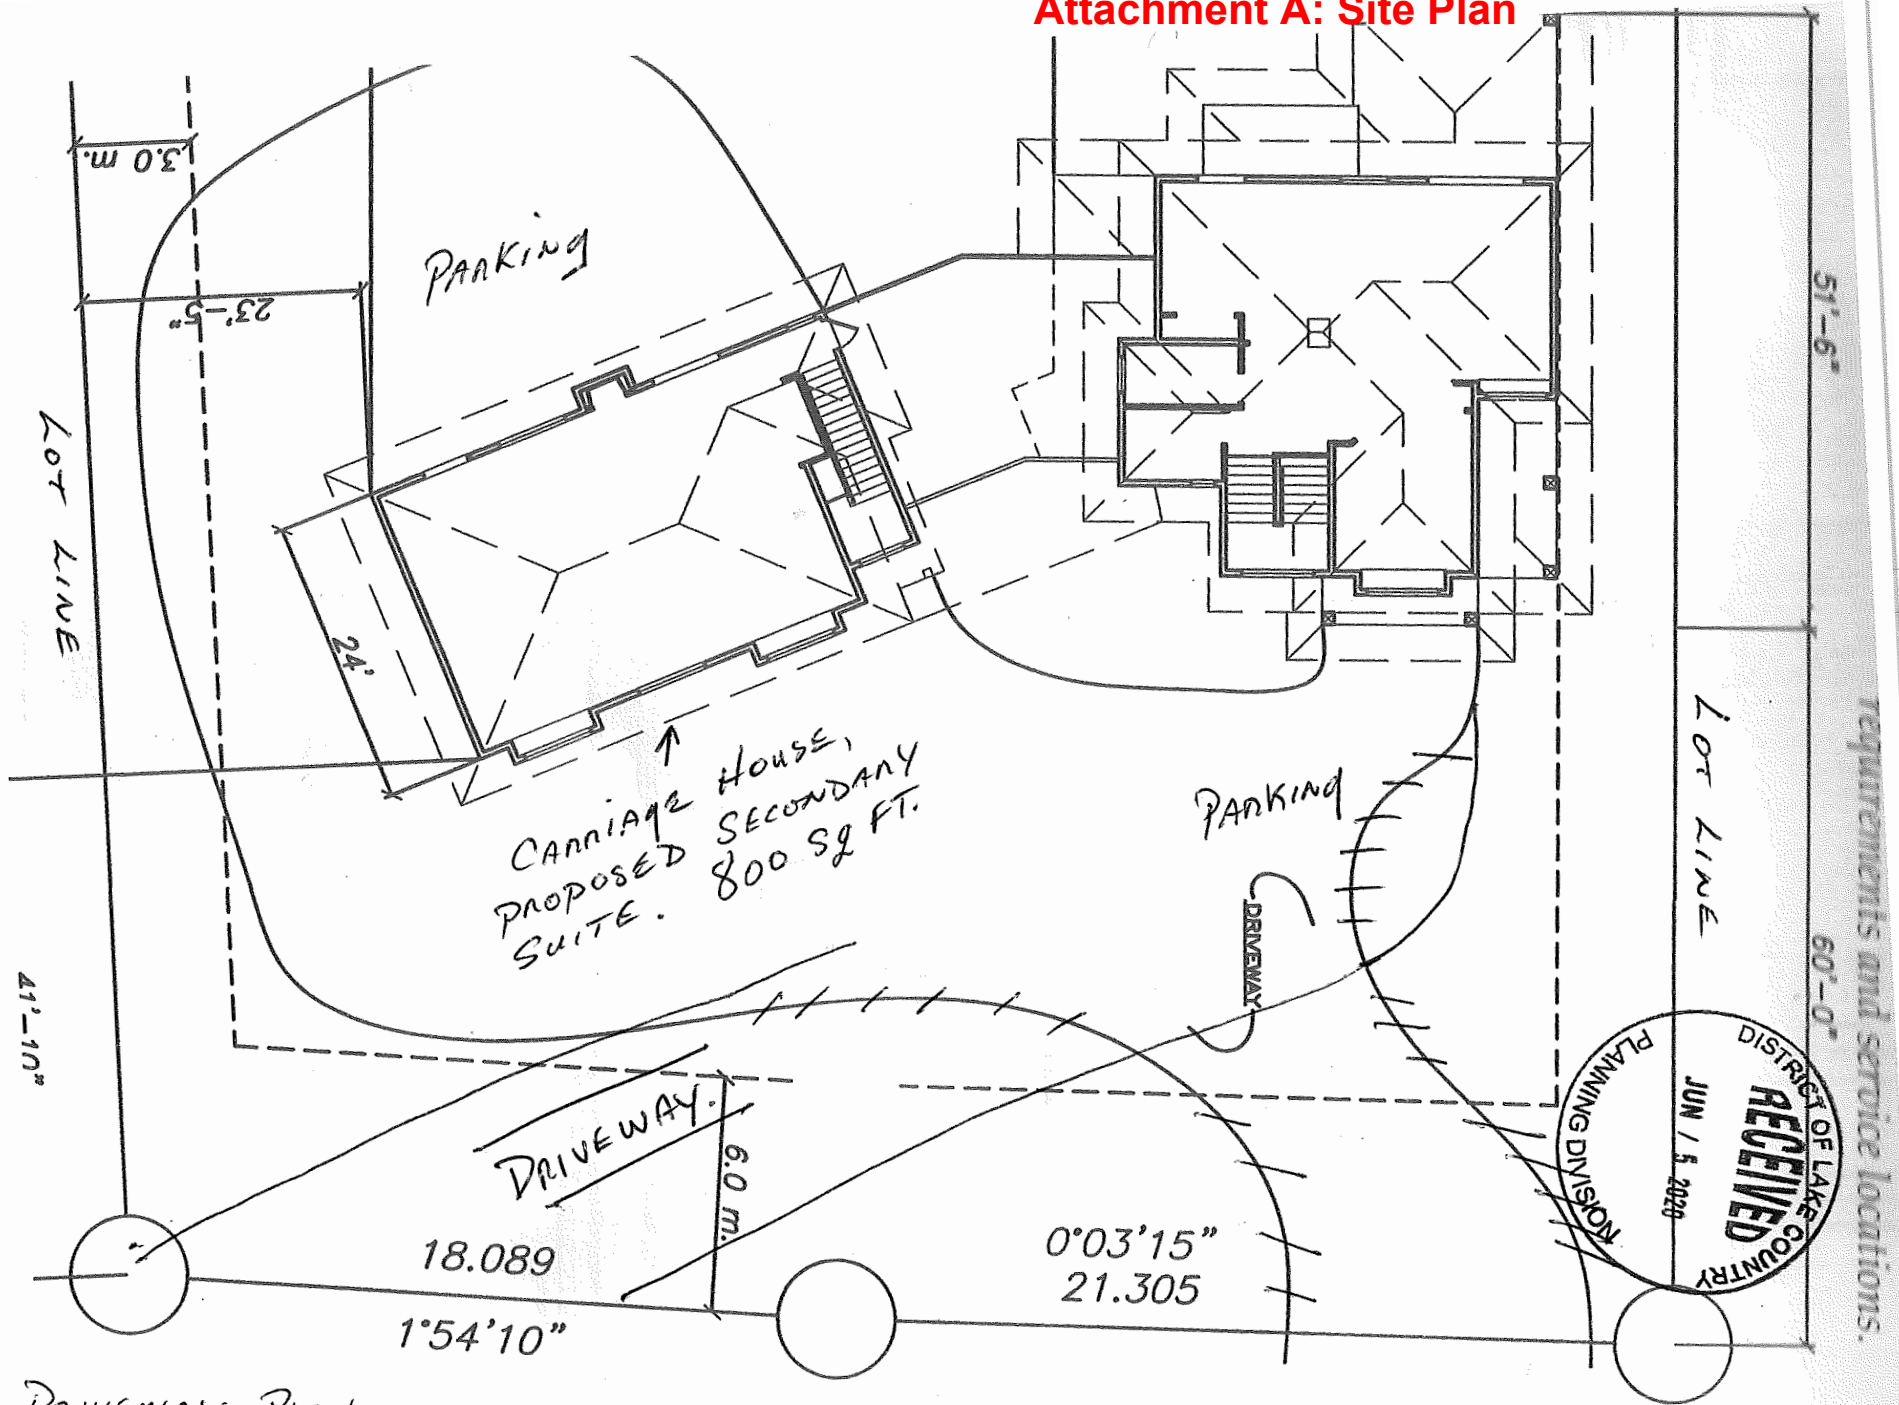 Attachment A: Site Plan
3.0 m.
PARKING
23'-5"
51'-6"
LOT LINE
24'
CARRIAGE HOUSE,
PROPOSED SECONDARY
SUITE. 800 Sq FT.
PARKING
LOT LINE
DRIVEWAY
60'-0"
requirements and service locations.
41'-10"
DRIVEWAY.
6.0 m.
DISTRICT OF LAKE COUNTRY
RECEIVED
JUN 15 2020
PLANNING DIVISION
18.089
1°54'10"
0°03'15"
21.305